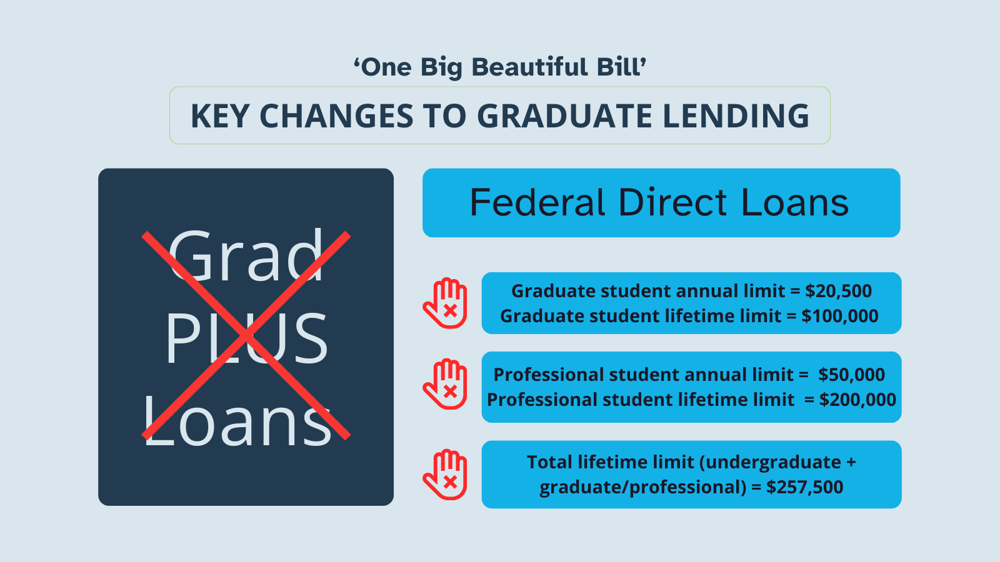 ‘One Big Beautiful Bill’
KEY CHANGES TO GRADUATE LENDING
Grad
PLUS
Loans
Federal Direct Loans
Graduate student annual limit = $20,500
Graduate student lifetime limit = $100,000
Professional student annual limit =  $50,000
Professional student lifetime limit  = $200,000
Total lifetime limit (undergraduate +
graduate/professional) = $257,500